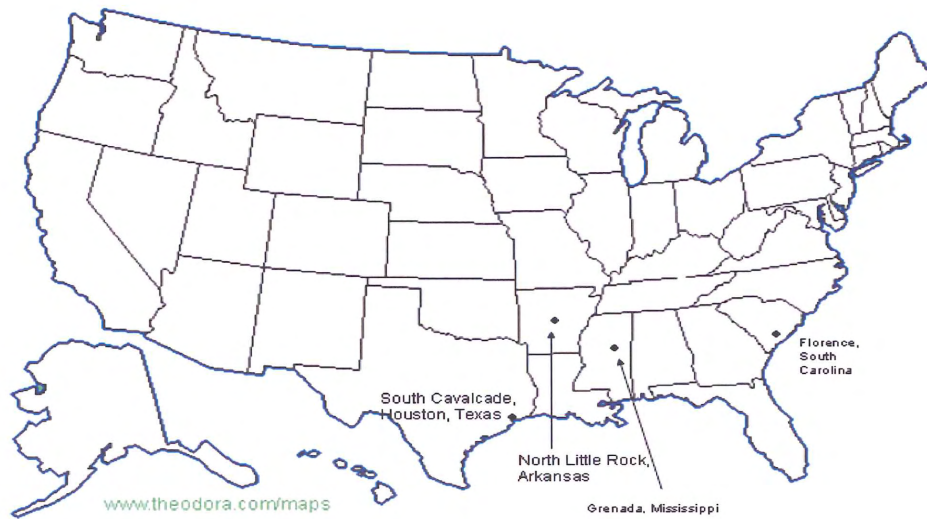 Florence,
South
Carolina
South Cavalcade,
Houston, Texas
North Little Rock,
Arkansas
www.theodora.com/maps
Grenada, Mississippi